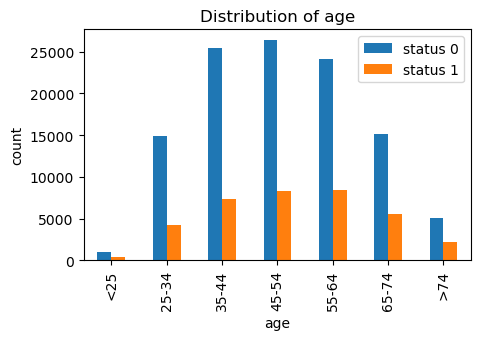 Distribution of age
status 0
status 1
count
25000
20000
15000
10000
5000
0
<25
25-34
35-44
45-54
55-64
65-74
>74
age